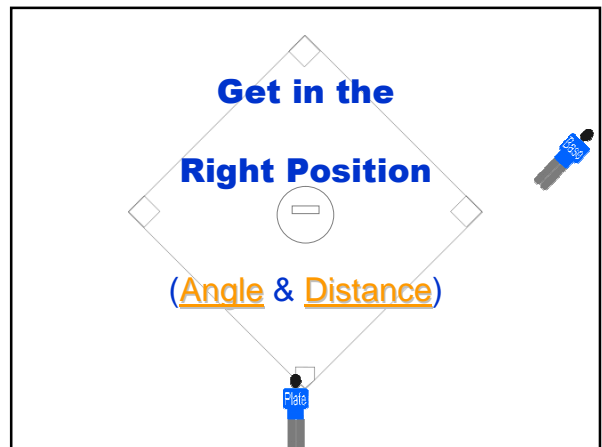 Get in the
Right Position
Base
(Angle & Distance)
Plate